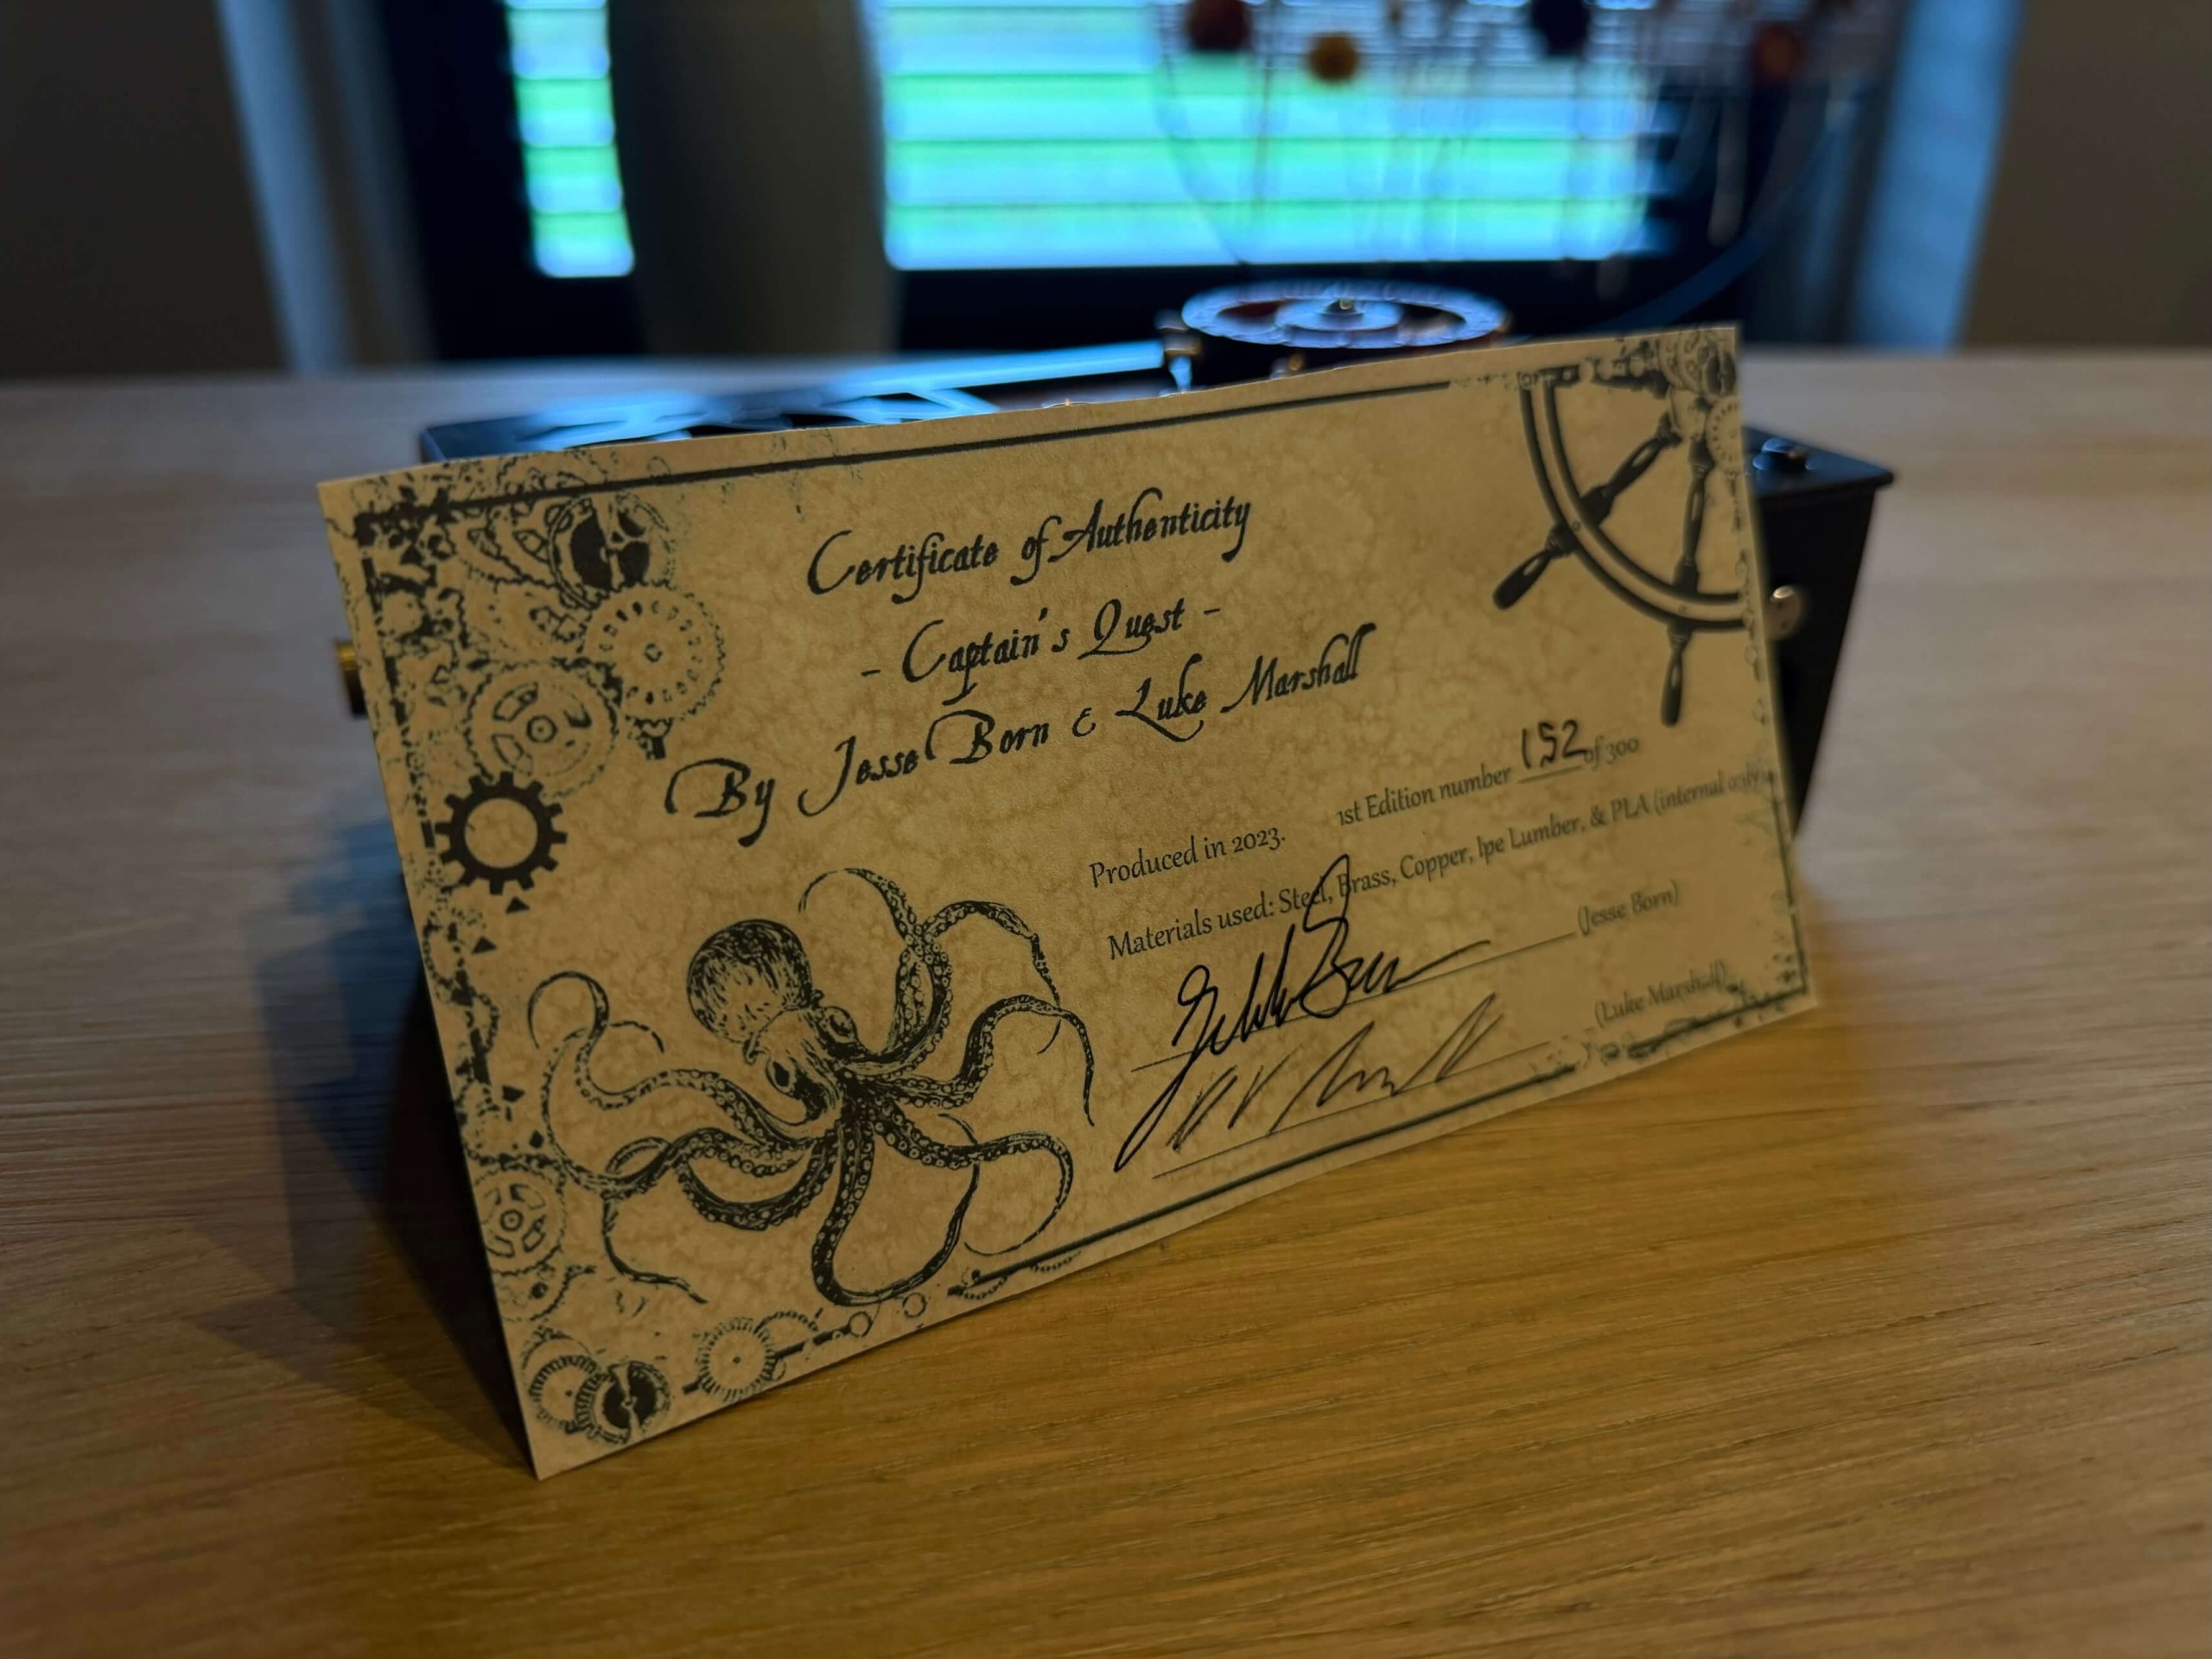 Certificate of Authenticity
- Captain's Quest -
By Jesse Born & Luke Marshall
Produced in 2023. 1st Edition number 152 of 300
Materials used: Steel, Brass, Copper, Ipe Lumber, & PLA (internal only
(Jesse Born)
(Luke Marshall)